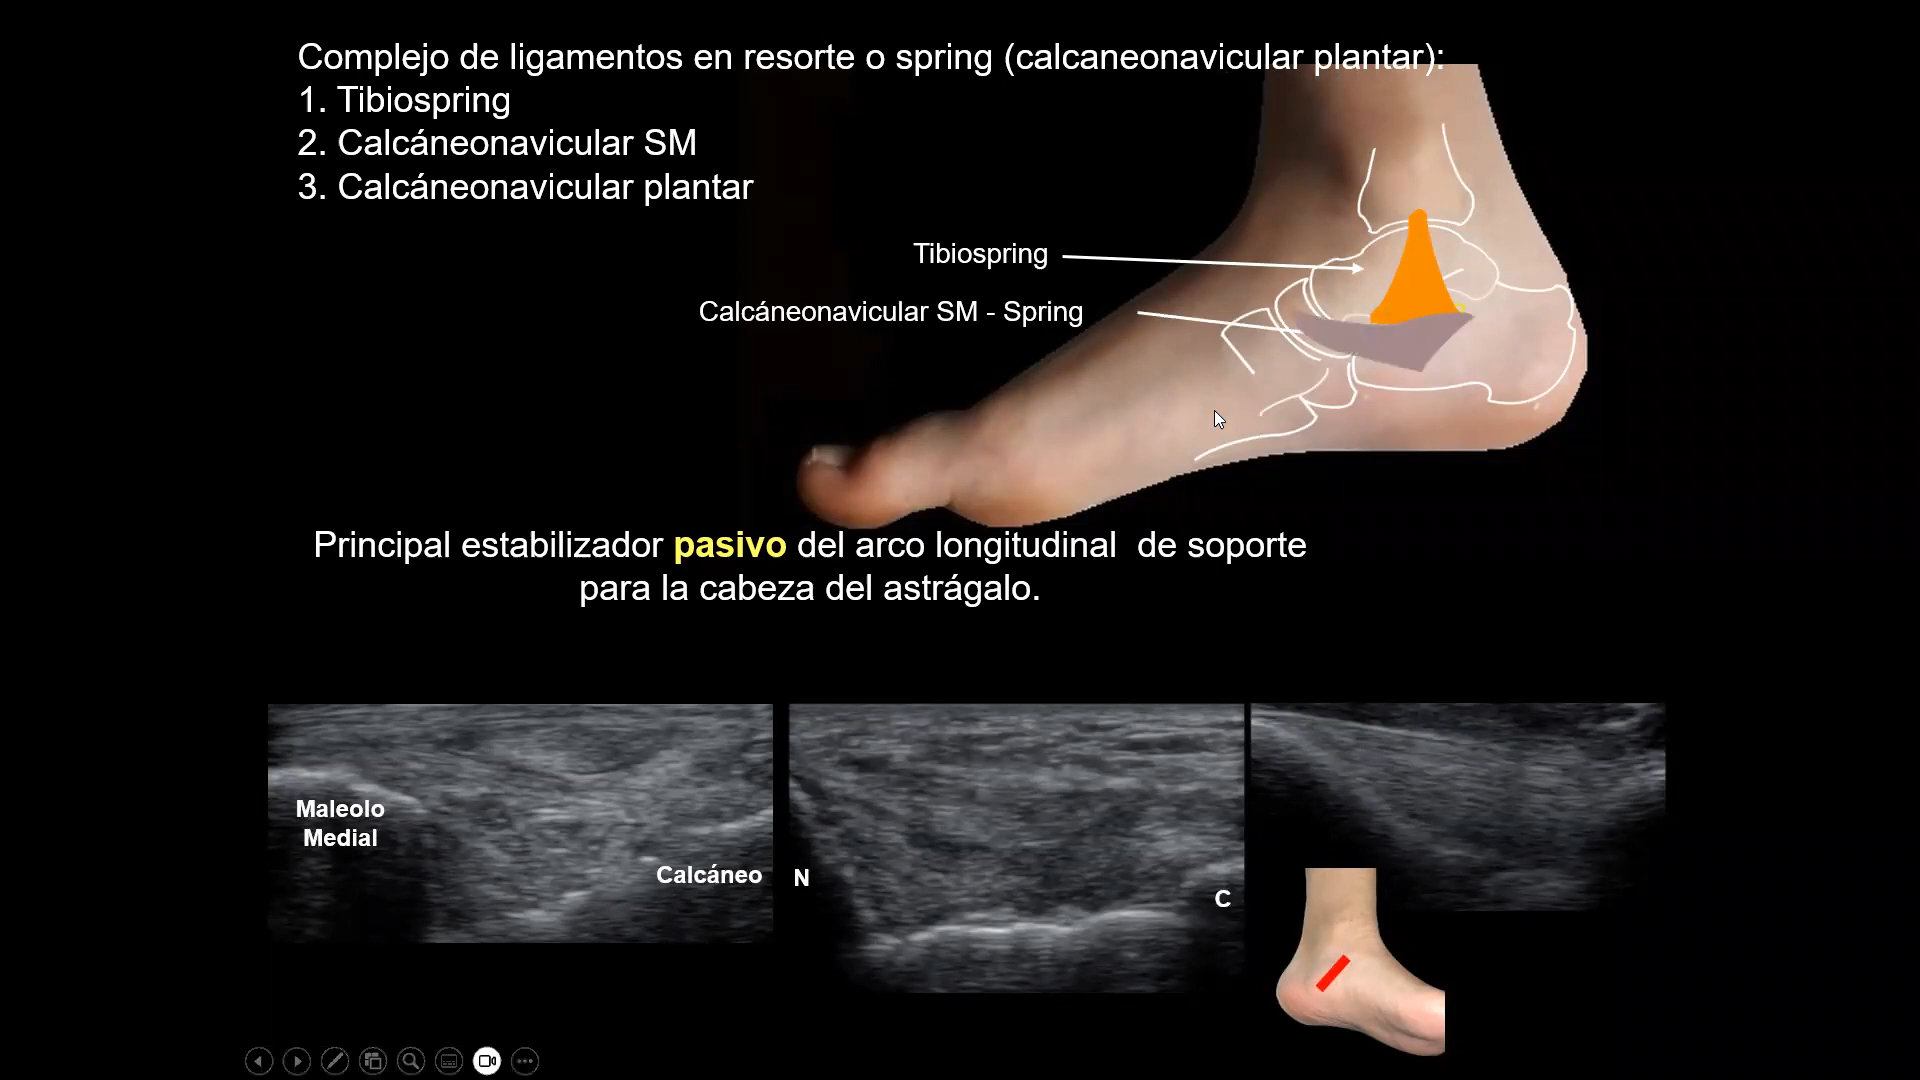 Complejo de ligamentos en resorte o spring (calcaneonavicular plantar):
1. Tibiospring
2. Calcáneonavicular SM
3. Calcáneonavicular plantar
Tibiospring
Calcáneonavicular SM - Spring
Principal estabilizador pasivo del arco longitudinal  de soporte
para la cabeza del astrágalo.
Maleolo
Medial
Calcáneo
N
C